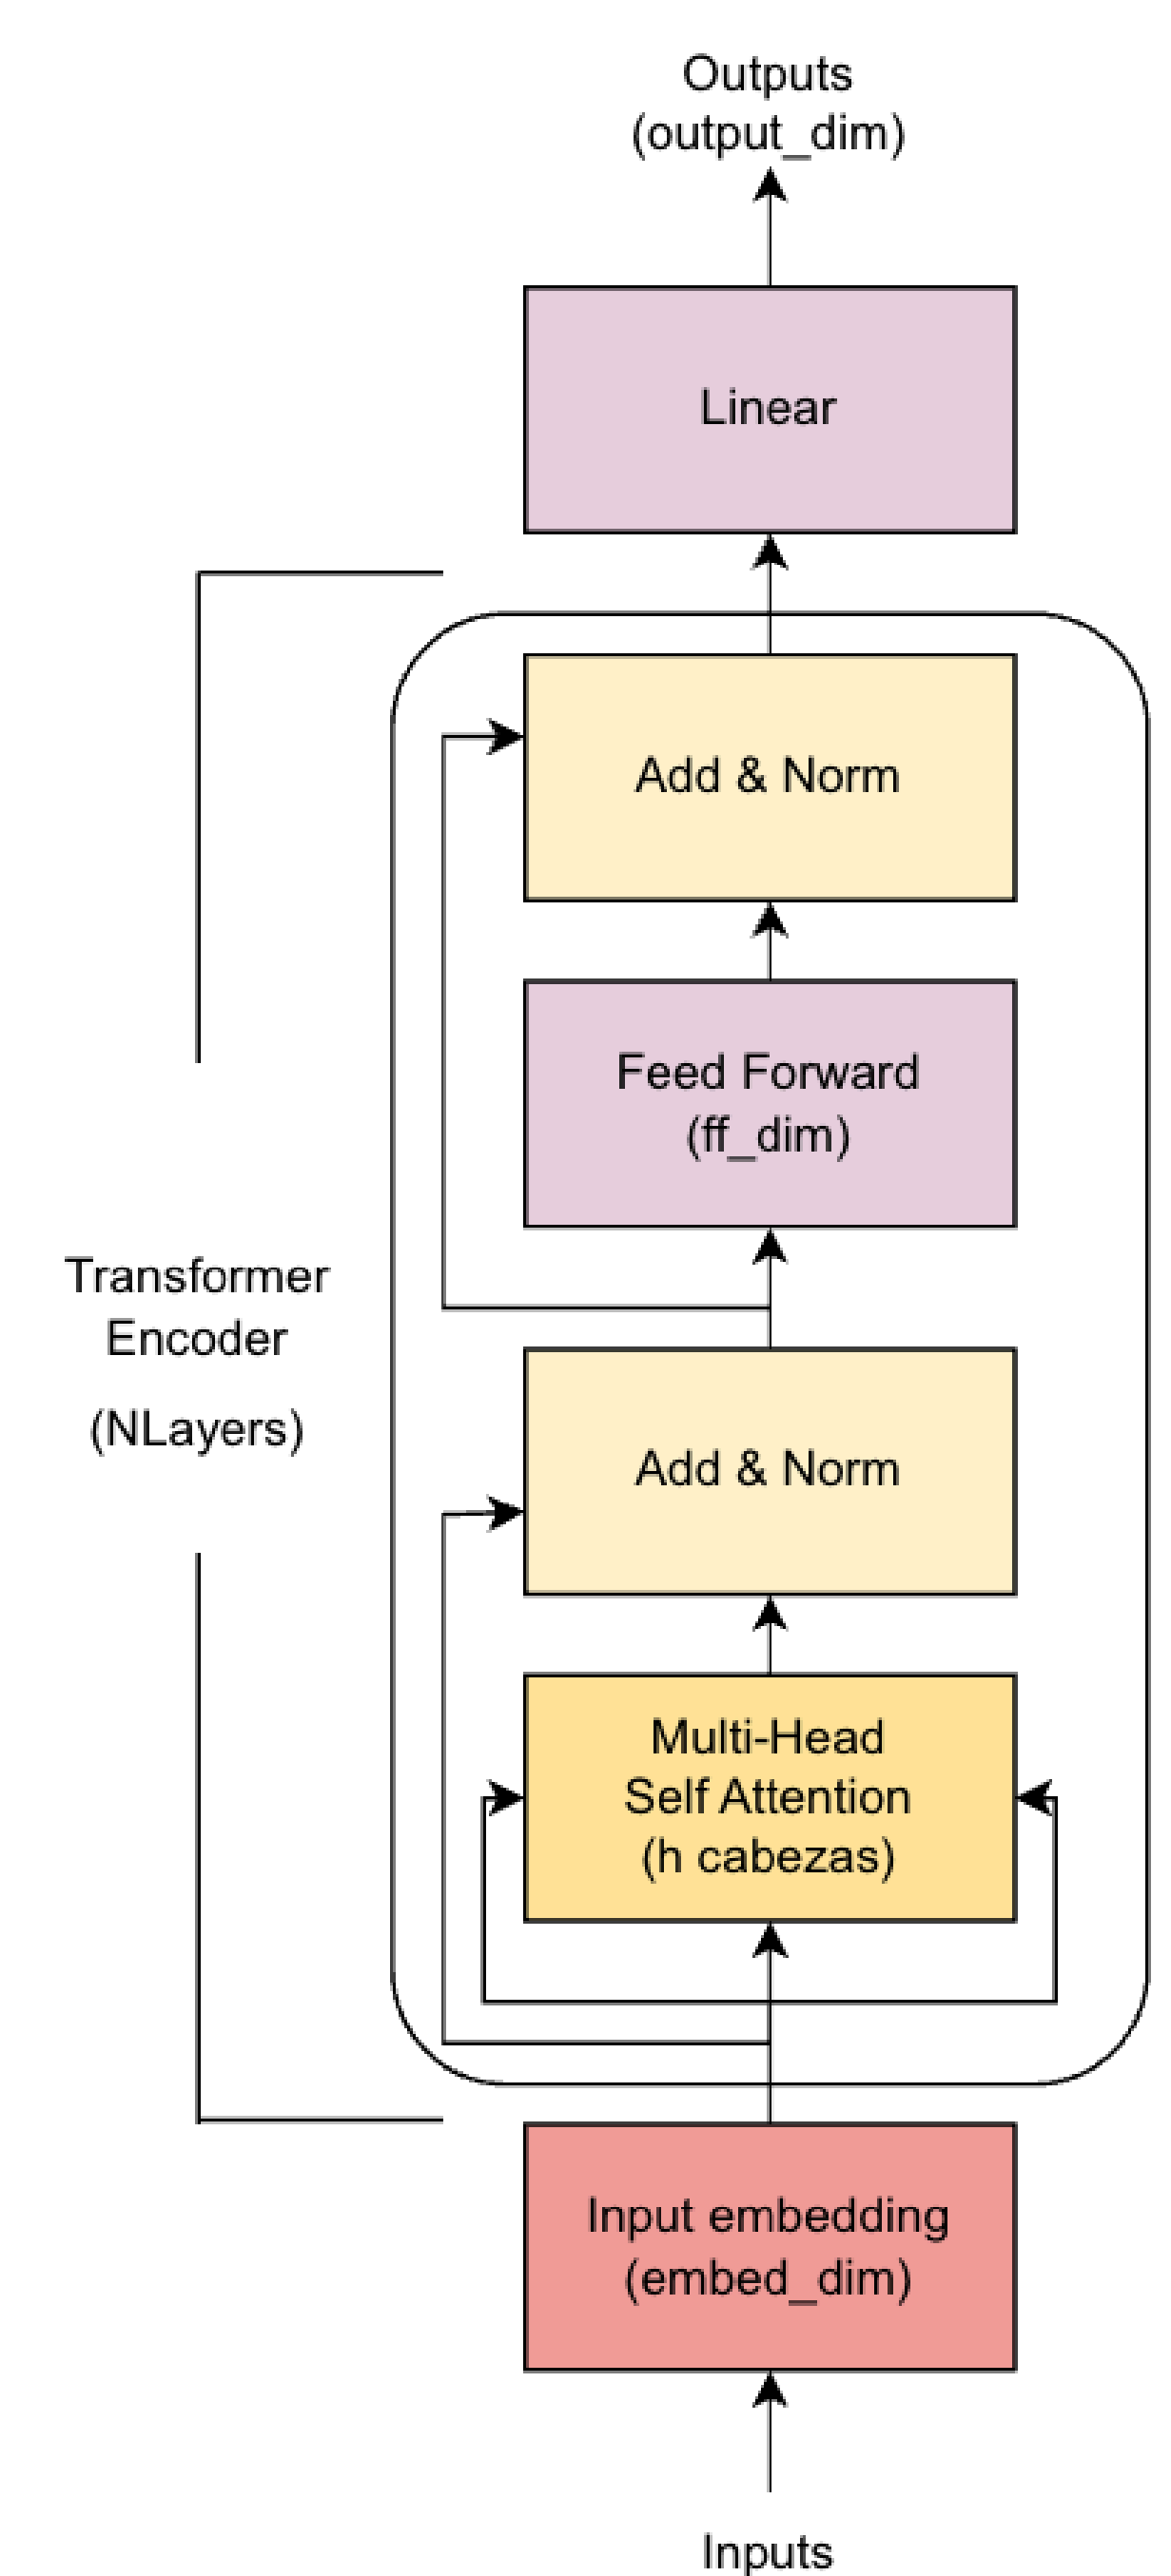 Outputs
(output_dim)
Linear
Add & Norm
Feed Forward
(ff_dim)
Transformer
Encoder
(NLayers)
Add & Norm
Multi-Head
Self Attention
(h cabezas)
Input embedding
(embed_dim)
Inputs